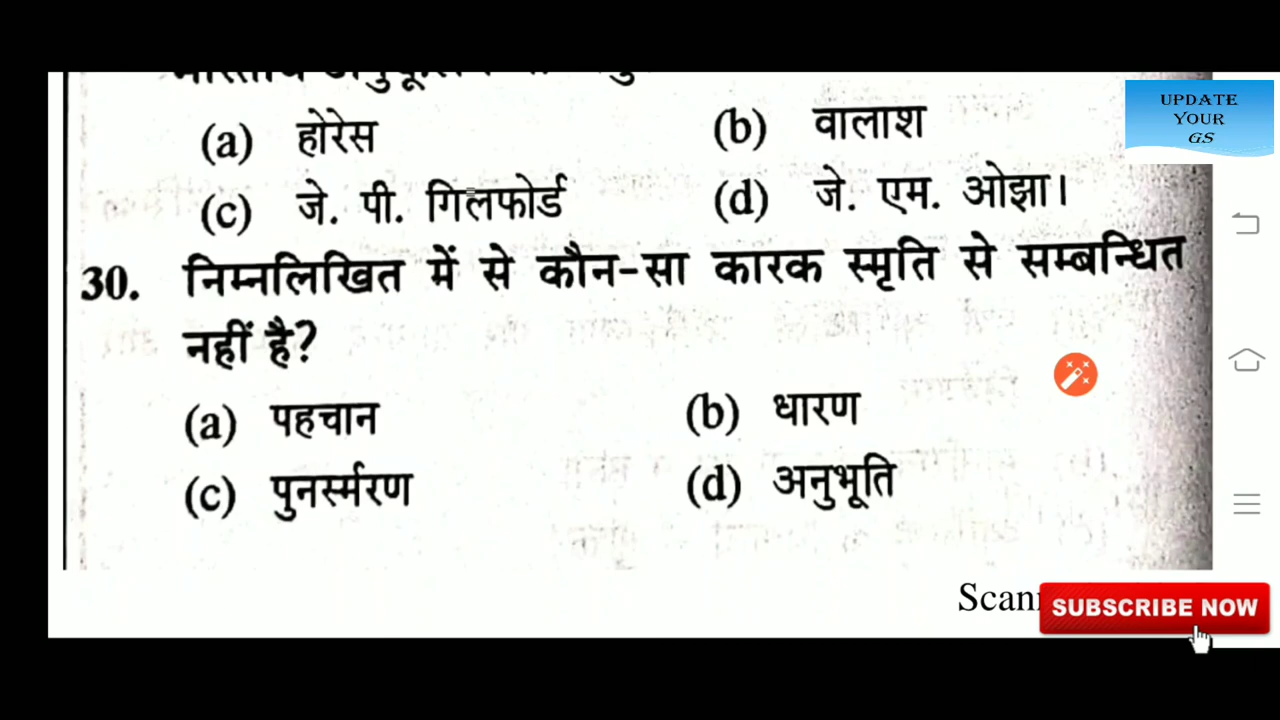 (a) होरेस (b) वालाश
(c) जे. पी. गिलफोर्ड (d) जे. एम. ओझा।
30. निम्नलिखित में से कौन-सा कारक स्मृति से सम्बन्धित
नहीं है?
(a) पहचान (b) धारण
(c) पुनर्स्मरण (d) अनुभूति
UPDATE
YOUR
GS
SUBSCRIBE NOW